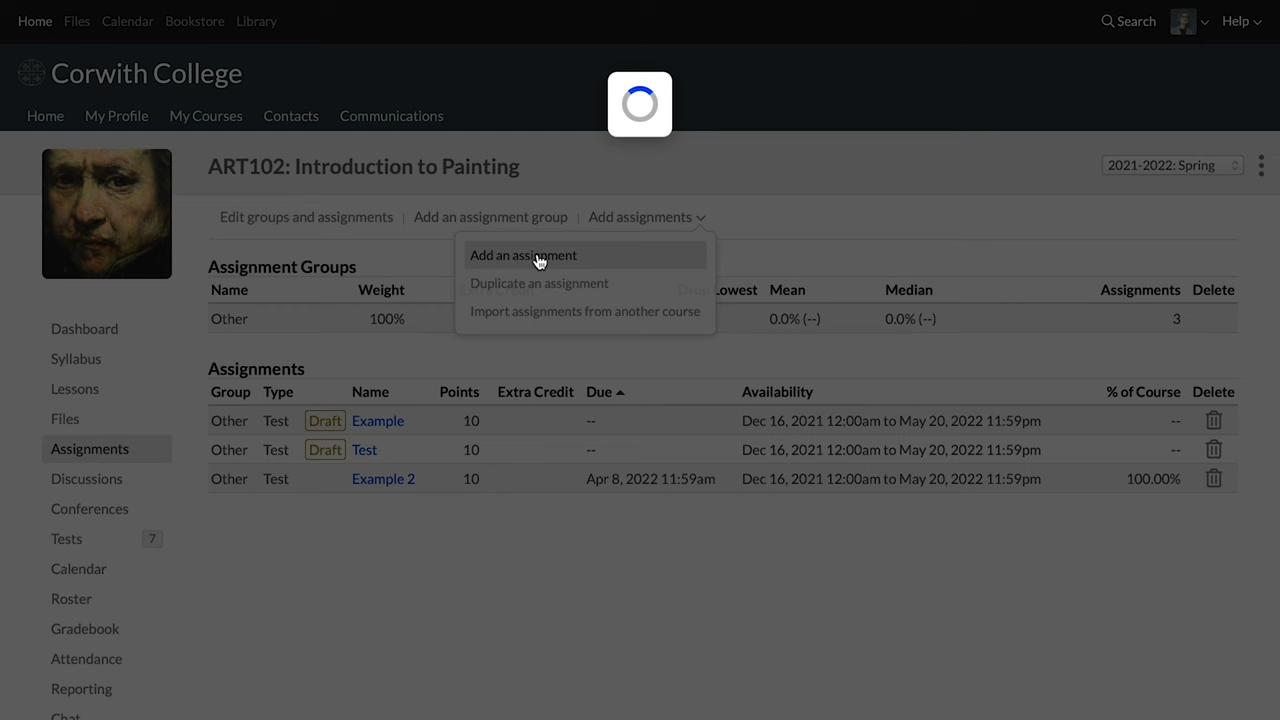 Home Files Calendar Bookstore Library Search Help
Corwith College
Home My Profile My Courses Contacts Communications
ART102: Introduction to Painting 2021-2022: Spring
Edit groups and assignments | Add an assignment group | Add assignments
Add an assignment
Duplicate an assignment
Import assignments from another course
Assignment Groups
Name Weight Extra Credit Drop Lowest Mean Median Assignments Delete
Other 100% 0.0% (--) 0.0% (--) 3
Assignments
Group Type Name Points Extra Credit Due Availability % of Course Delete
Other Test Draft Example 10 -- Dec 16, 2021 12:00am to May 20, 2022 11:59pm --
Other Test Draft Test 10 -- Dec 16, 2021 12:00am to May 20, 2022 11:59pm --
Other Test Example 2 10 Apr 8, 2022 11:59am Dec 16, 2021 12:00am to May 20, 2022 11:59pm 100.00%
Dashboard
Syllabus
Lessons
Files
Assignments
Discussions
Conferences
Tests 7
Calendar
Roster
Gradebook
Attendance
Reporting
Chat